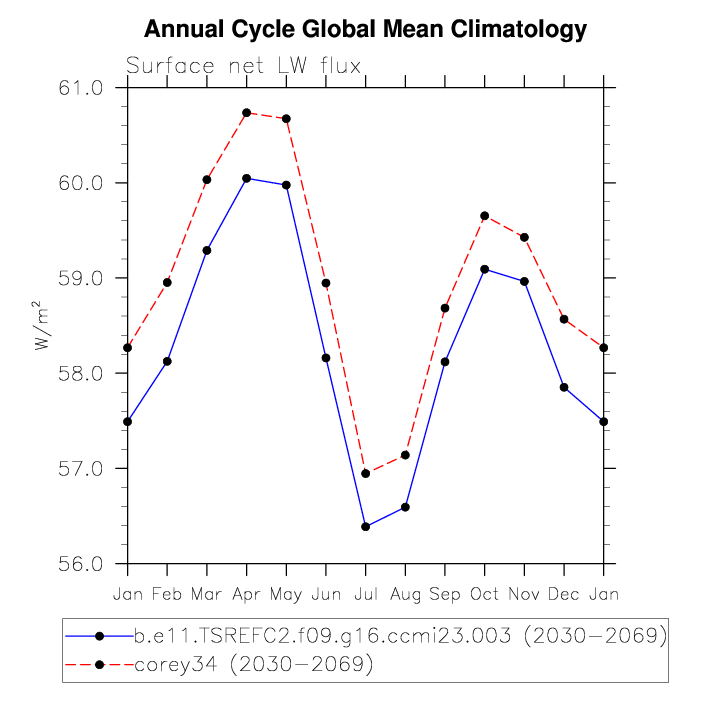 Annual Cycle Global Mean Climatology
Surface net LW flux
61.0
60.0
59.0
58.0
57.0
56.0
W/m²
Jan Feb Mar Apr May Jun Jul Aug Sep Oct Nov Dec Jan
b.e11.TSREFC2.f09.g16.ccmi23.003 (2030-2069)
corey34 (2030-2069)